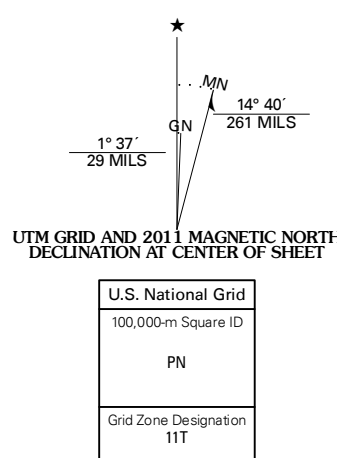 MN
14° 40´
261 MILS
GN
1° 37´
29 MILS
UTM GRID AND 2011 MAGNETIC NORTH
DECLINATION AT CENTER OF SHEET
U.S. National Grid
100,000-m Square ID
PN
Grid Zone Designation
11T